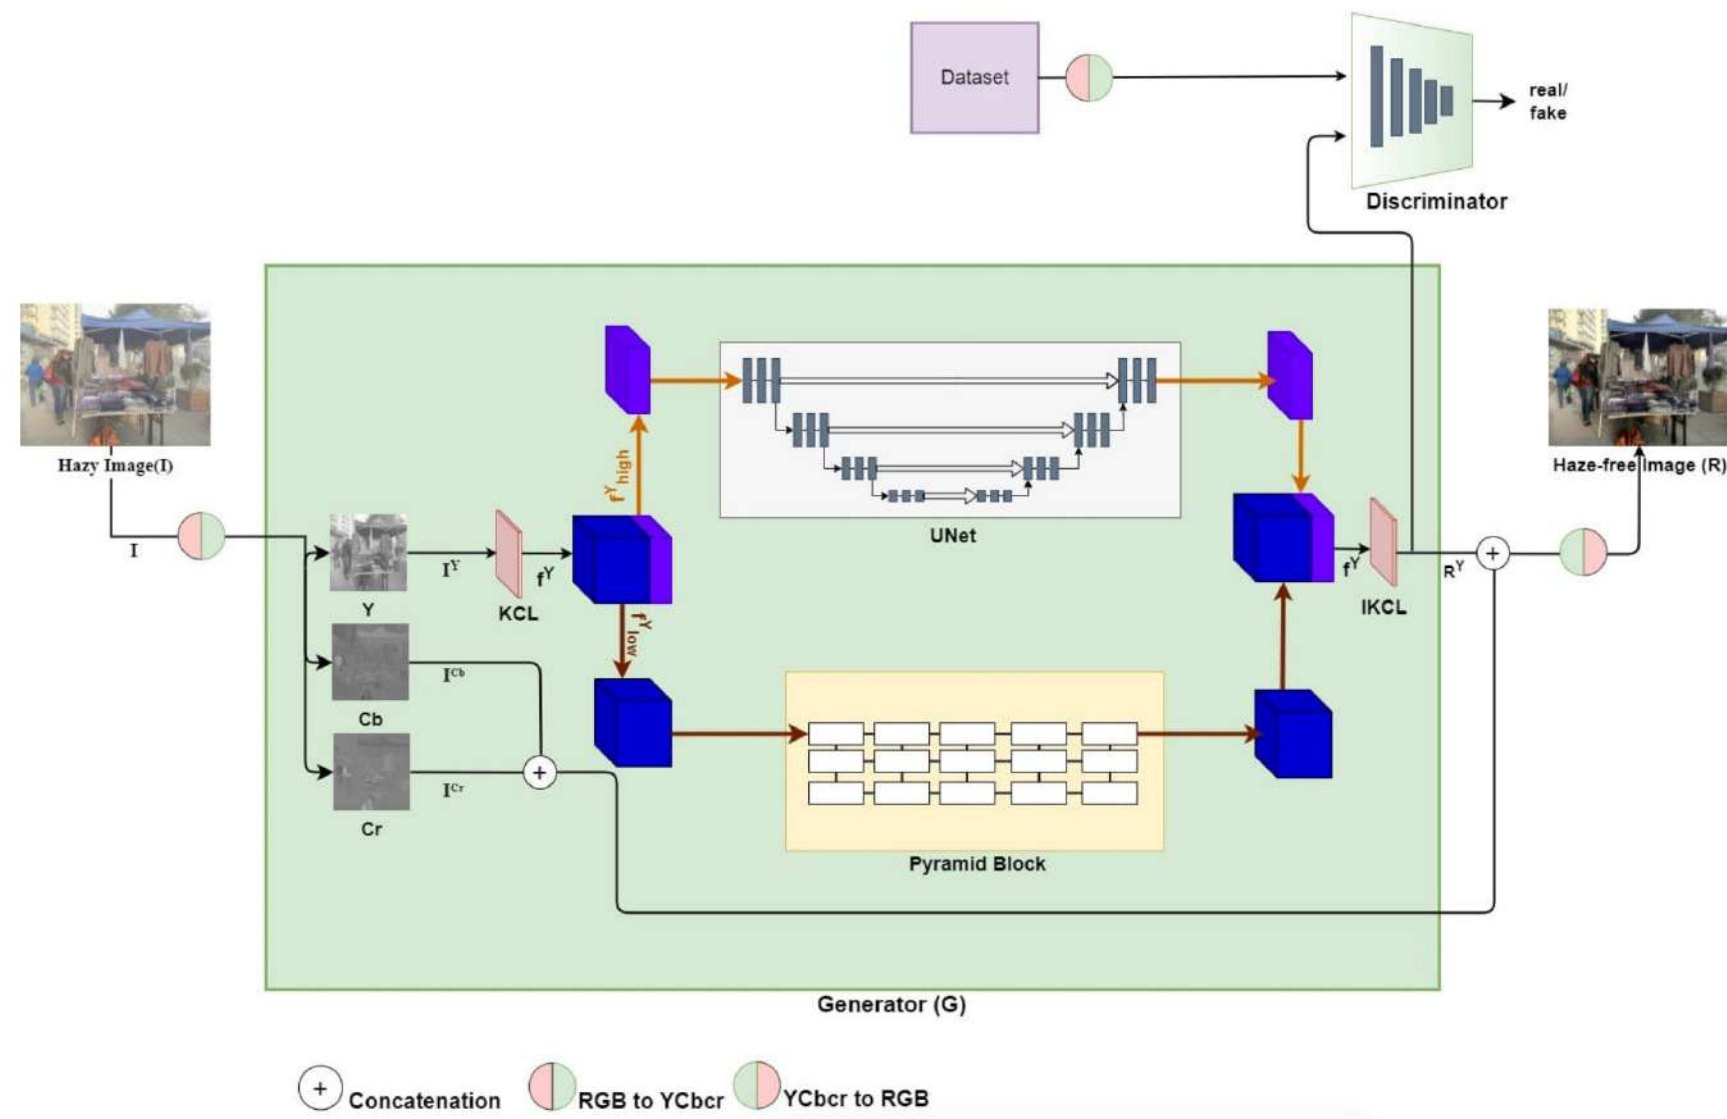 Dataset
real/
fake
Discriminator
Hazy Image(I)
I
Y
I^Y
KCL
f^Y
f^Y_high
f^Y_low
UNet
Cb
I^Cb
Cr
I^Cr
+
Pyramid Block
f^Y
IKCL
R^Y
+
Haze-free Image (R)
Generator (G)
+
Concatenation
RGB to YCbcr
YCbcr to RGB